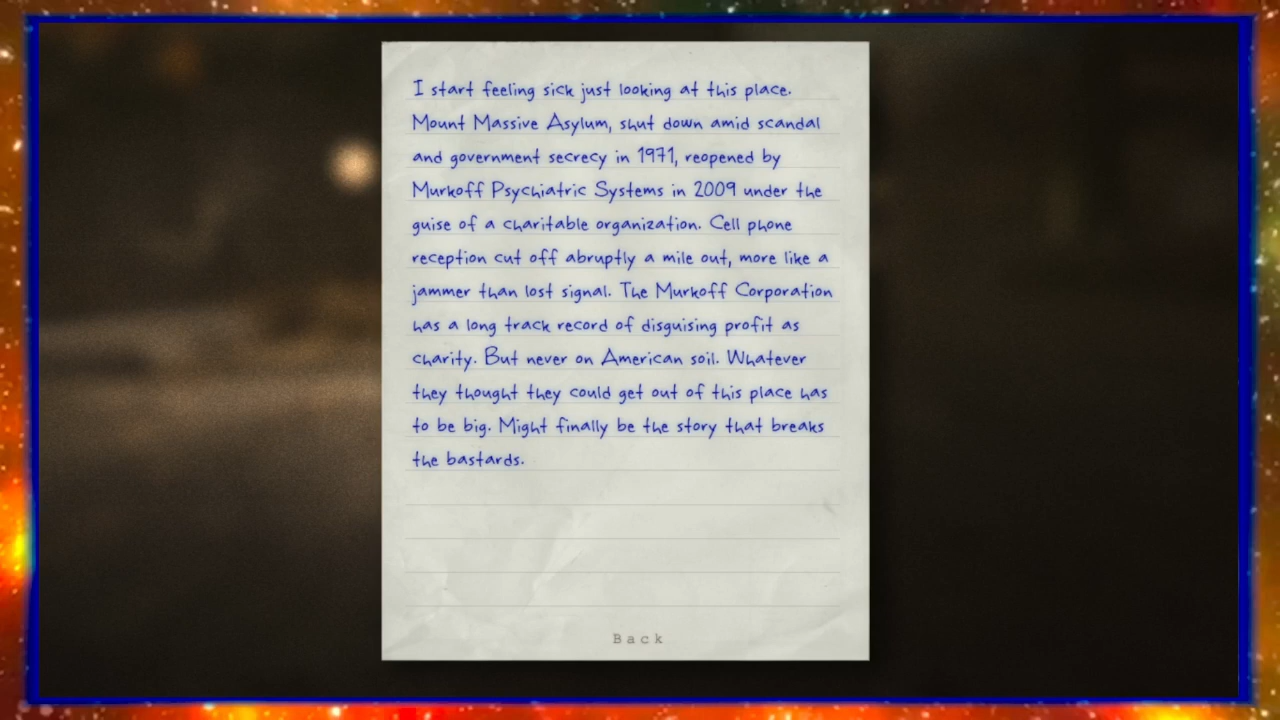 I start feeling sick just looking at this place.
Mount Massive Asylum, shut down amid scandal
and government secrecy in 1971, reopened by
Murkoff Psychiatric Systems in 2009 under the
guise of a charitable organization. Cell phone
reception cut off abruptly a mile out, more like a
jammer than lost signal. The Murkoff Corporation
has a long track record of disguising profit as
charity. But never on American soil. Whatever
they thought they could get out of this place has
to be big. Might finally be the story that breaks
the bastards.
Back